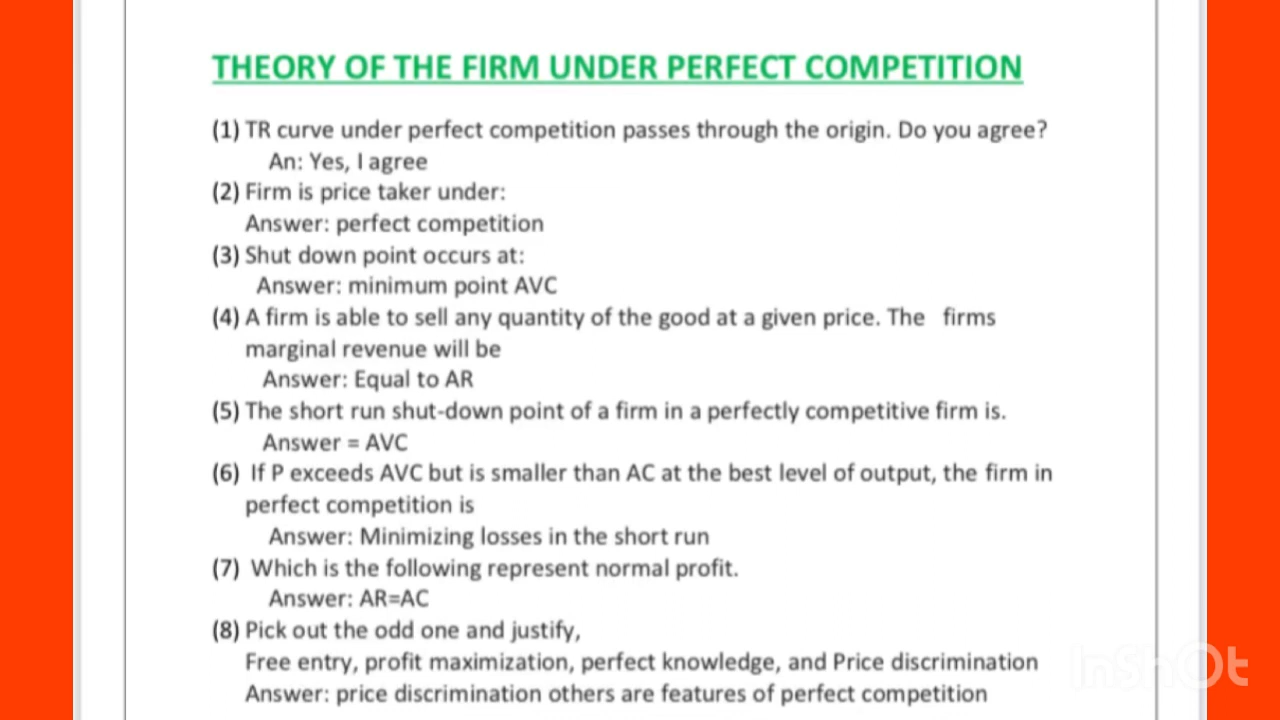 THEORY OF THE FIRM UNDER PERFECT COMPETITION
(1) TR curve under perfect competition passes through the origin. Do you agree?
An: Yes, I agree
(2) Firm is price taker under:
Answer: perfect competition
(3) Shut down point occurs at:
Answer: minimum point AVC
(4) A firm is able to sell any quantity of the good at a given price. The firms
marginal revenue will be
Answer: Equal to AR
(5) The short run shut-down point of a firm in a perfectly competitive firm is.
Answer = AVC
(6) If P exceeds AVC but is smaller than AC at the best level of output, the firm in
perfect competition is
Answer: Minimizing losses in the short run
(7) Which is the following represent normal profit.
Answer: AR=AC
(8) Pick out the odd one and justify,
Free entry, profit maximization, perfect knowledge, and Price discrimination
Answer: price discrimination others are features of perfect competition
InShOt